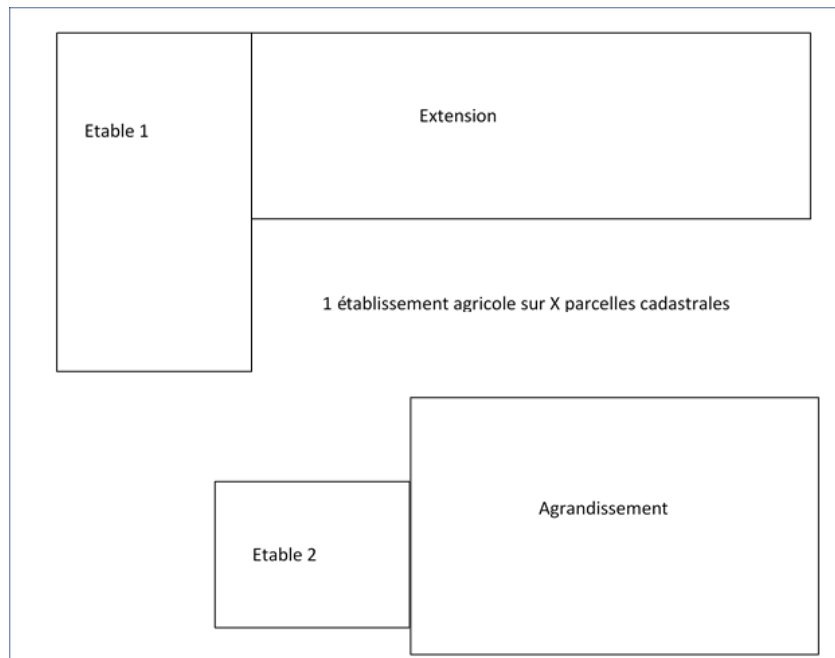 Etable 1
Extension
1 établissement agricole sur X parcelles cadastrales
Agrandissement
Etable 2